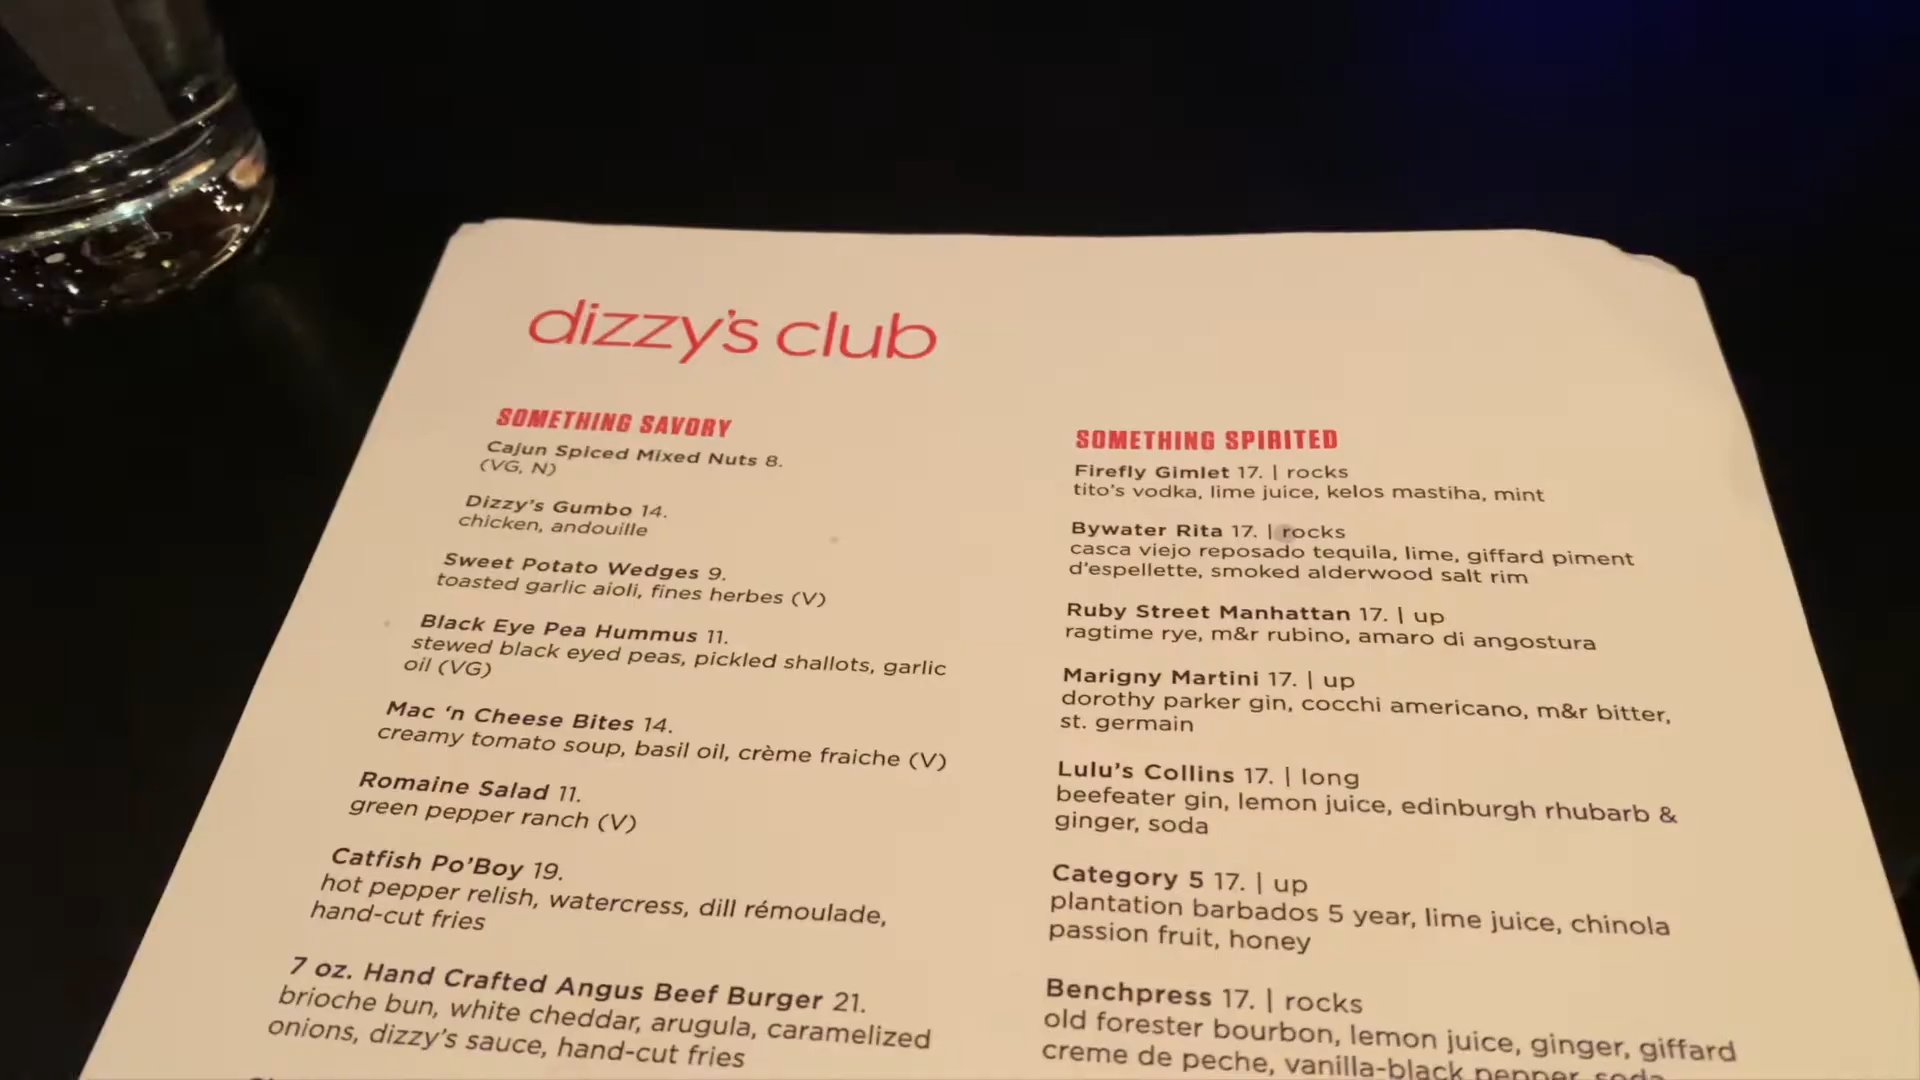 dizzy's club
SOMETHING SAVORY
Cajun Spiced Mixed Nuts 8.
(VG, N)
Dizzy's Gumbo 14.
chicken, andouille
Sweet Potato Wedges 9.
toasted garlic aioli, fines herbes (V)
Black Eye Pea Hummus 11.
stewed black eyed peas, pickled shallots, garlic
oil (VG)
Mac 'n Cheese Bites 14.
creamy tomato soup, basil oil, crème fraiche (V)
Romaine Salad 11.
green pepper ranch (V)
Catfish Po'Boy 19.
hot pepper relish, watercress, dill rémoulade,
hand-cut fries
7 oz. Hand Crafted Angus Beef Burger 21.
brioche bun, white cheddar, arugula, caramelized
onions, dizzy's sauce, hand-cut fries
SOMETHING SPIRITED
Firefly Gimlet 17. | rocks
tito's vodka, lime juice, kelos mastiha, mint
Bywater Rita 17. | rocks
casca viejo reposado tequila, lime, giffard piment
d'espellette, smoked alderwood salt rim
Ruby Street Manhattan 17. | up
ragtime rye, m&r rubino, amaro di angostura
Marigny Martini 17. | up
dorothy parker gin, cocchi americano, m&r bitter,
st. germain
Lulu's Collins 17. | long
beefeater gin, lemon juice, edinburgh rhubarb &
ginger, soda
Category 5 17. | up
plantation barbados 5 year, lime juice, chinola
passion fruit, honey
Benchpress 17. | rocks
old forester bourbon, lemon juice, ginger, giffard
creme de peche, vanilla-black pepper, soda